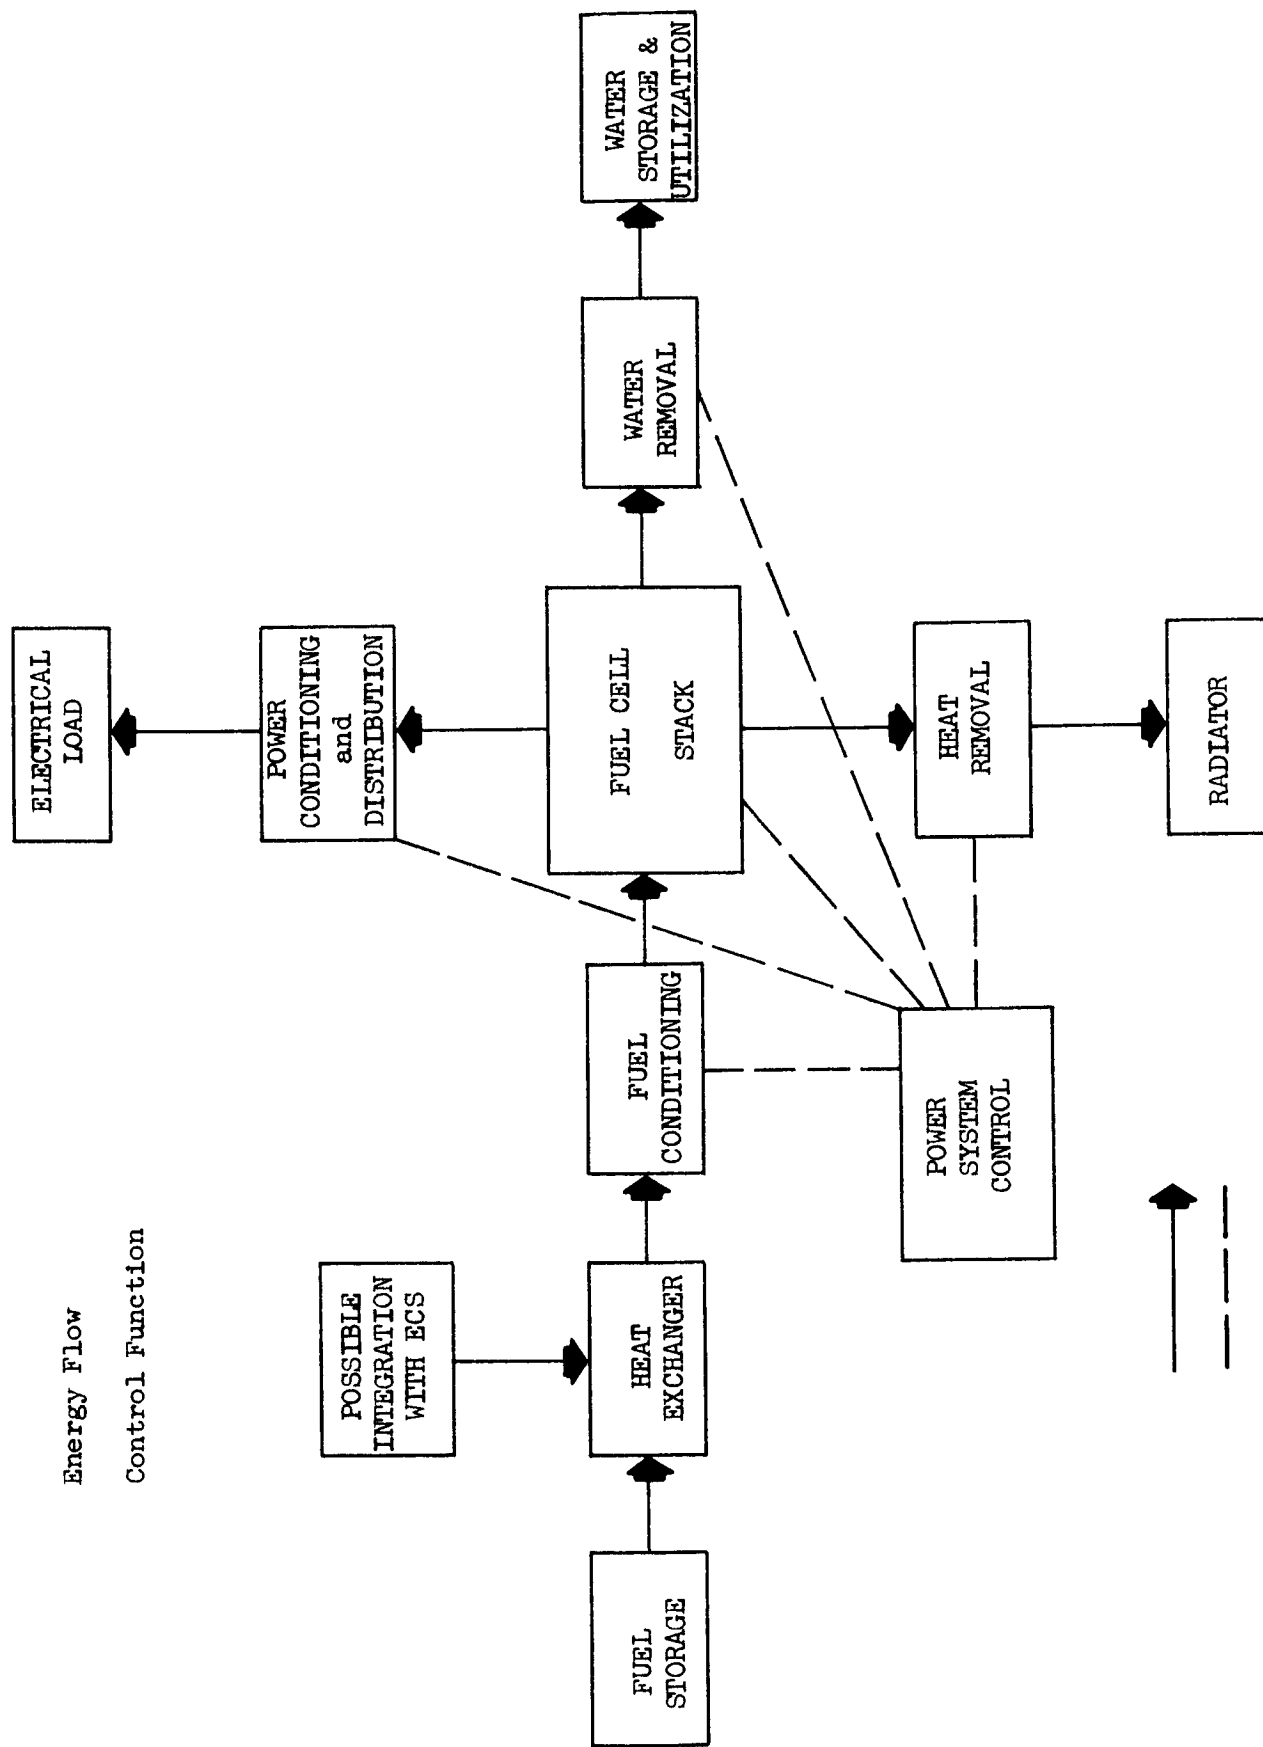 Energy Flow
Control Function
ELECTRICAL
LOAD
POSSIBLE
INTEGRATION
WITH ECS
POWER
CONDITIONING
and
DISTRIBUTION
FUEL
STORAGE
HEAT
EXCHANGER
FUEL
CONDITIONING
FUEL CELL
STACK
WATER
REMOVAL
WATER
STORAGE &
UTILIZATION
POWER
SYSTEM
CONTROL
HEAT
REMOVAL
RADIATOR